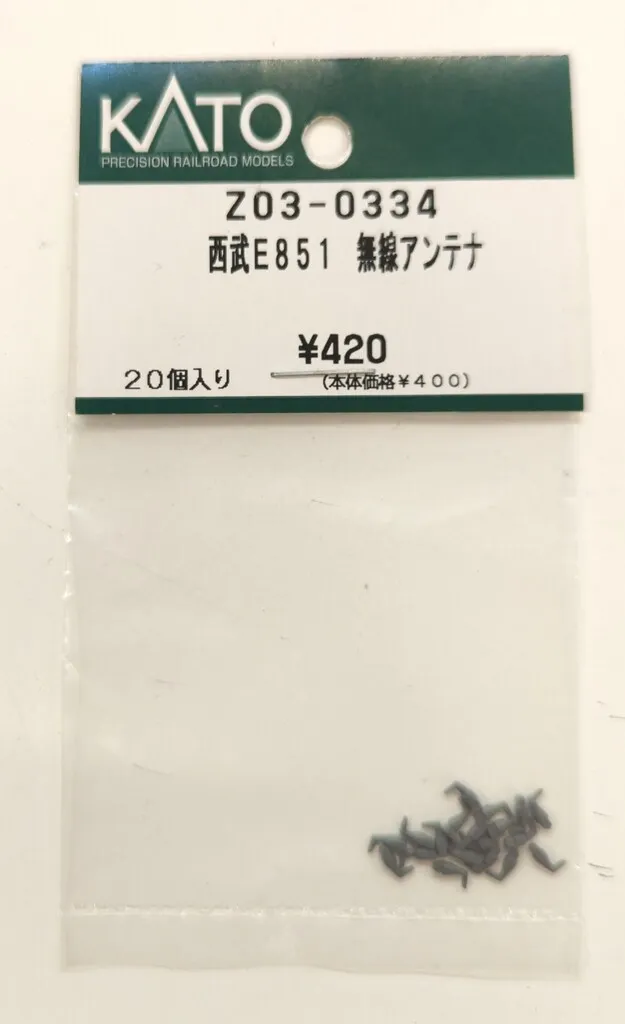 KATO
PRECISION RAILROAD MODELS
Z03-0334
西武E851 無線アンテナ
¥420
20個入り
(本体価格¥400)